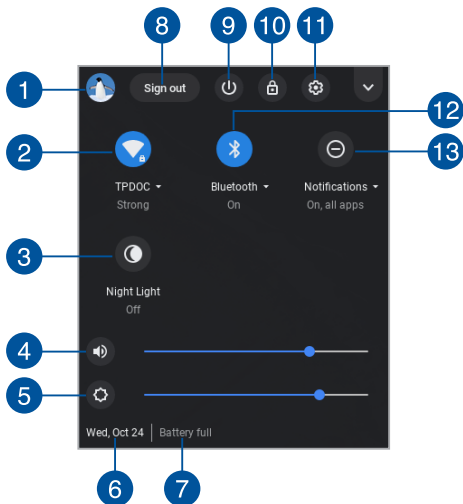 8
9
10
11
1
Sign out
12
2
13
TPDOC
Bluetooth
Notifications
Strong
On
On, all apps
3
Night Light
Off
4
5
Wed, Oct 24
Battery full
6
7